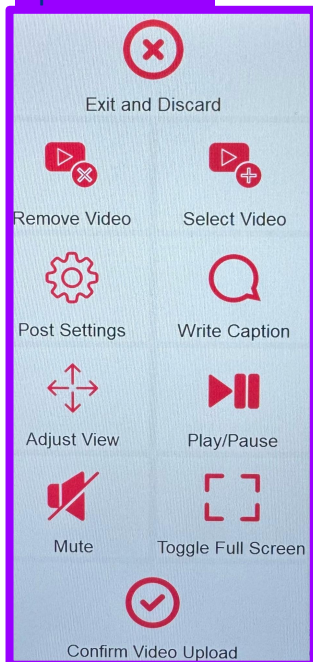 Exit and Discard
Remove Video
Select Video
Post Settings
Write Caption
Adjust View
Play/Pause
Mute
Toggle Full Screen
Confirm Video Upload